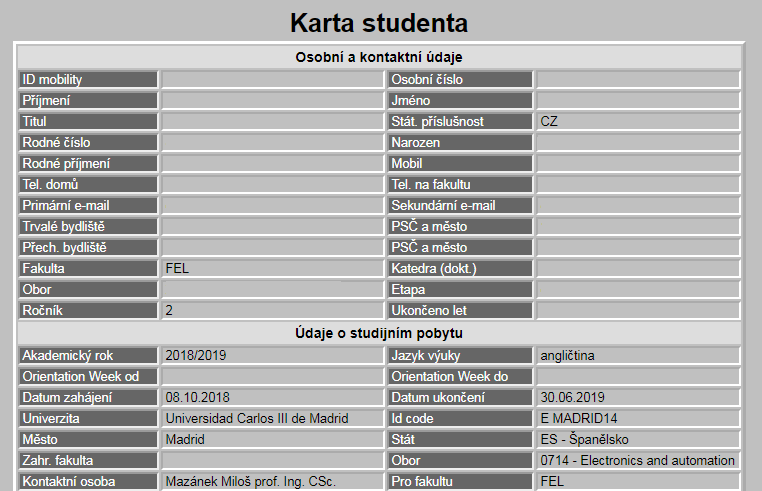 Karta studenta
Osobní a kontaktní údaje
ID mobility Osobní číslo
Příjmení Jméno
Titul Stát. příslušnost CZ
Rodné číslo Narozen
Rodné příjmení Mobil
Tel. domů Tel. na fakultu
Primární e-mail Sekundární e-mail
Trvalé bydliště PSČ a město
Přech. bydliště PSČ a město
Fakulta FEL Katedra (dokt.)
Obor Etapa
Ročník 2 Ukončeno let
Údaje o studijním pobytu
Akademický rok 2018/2019 Jazyk výuky angličtina
Orientation Week od Orientation Week do
Datum zahájení 08.10.2018 Datum ukončení 30.06.2019
Univerzita Universidad Carlos III de Madrid Id code E MADRID14
Město Madrid Stát ES - Španělsko
Zahr. fakulta Obor 0714 - Electronics and automation
Kontaktní osoba Mazánek Miloš prof. Ing. CSc. Pro fakultu FEL